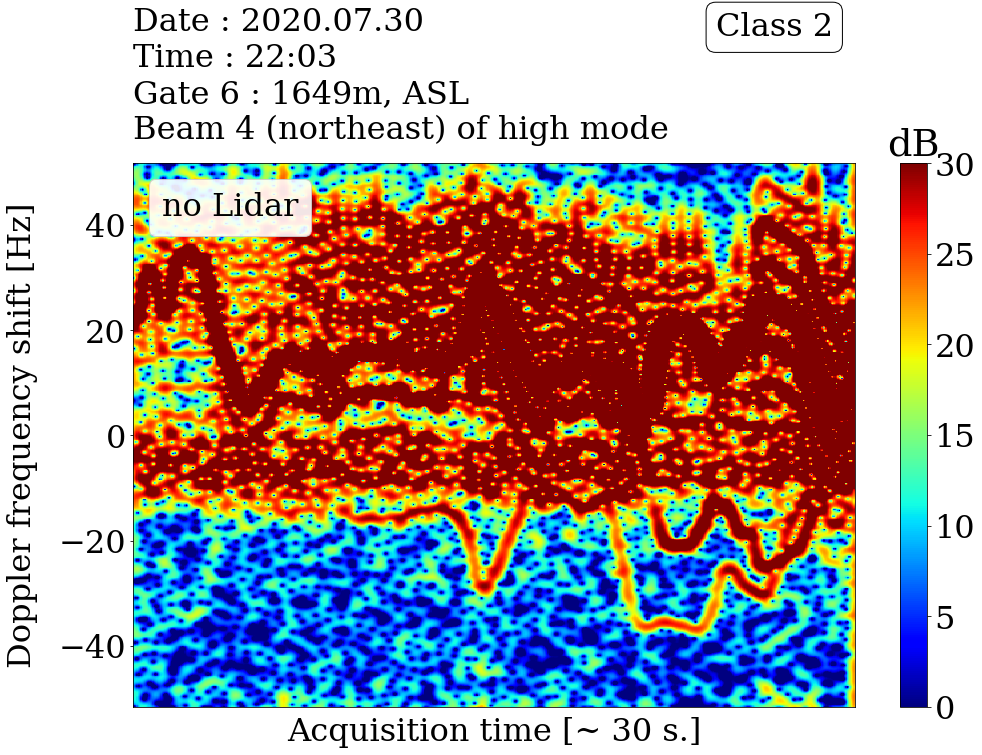 Date : 2020.07.30
Time : 22:03
Gate 6 : 1649m, ASL
Beam 4 (northeast) of high mode
Class 2
dB
no Lidar
Doppler frequency shift [Hz]
40
20
0
−20
−40
Acquisition time [~ 30 s.]
30
25
20
15
10
5
0